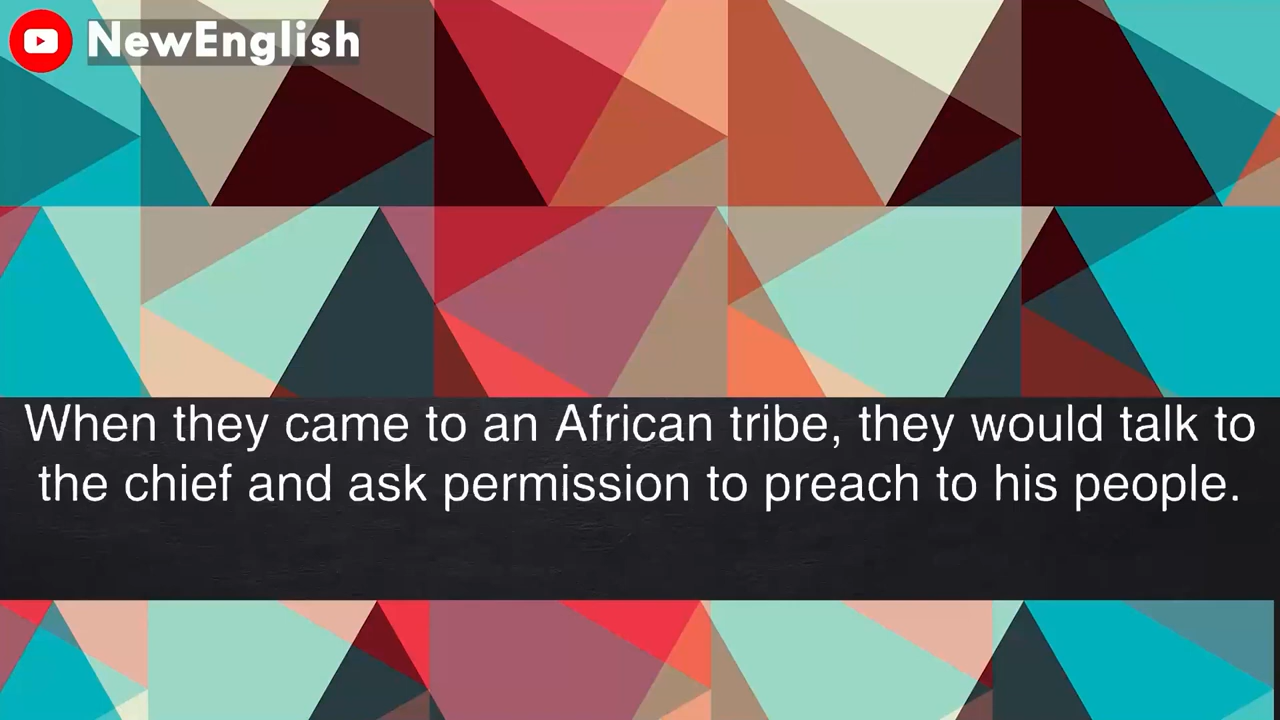 NewEnglish
When they came to an African tribe, they would talk to
the chief and ask permission to preach to his people.